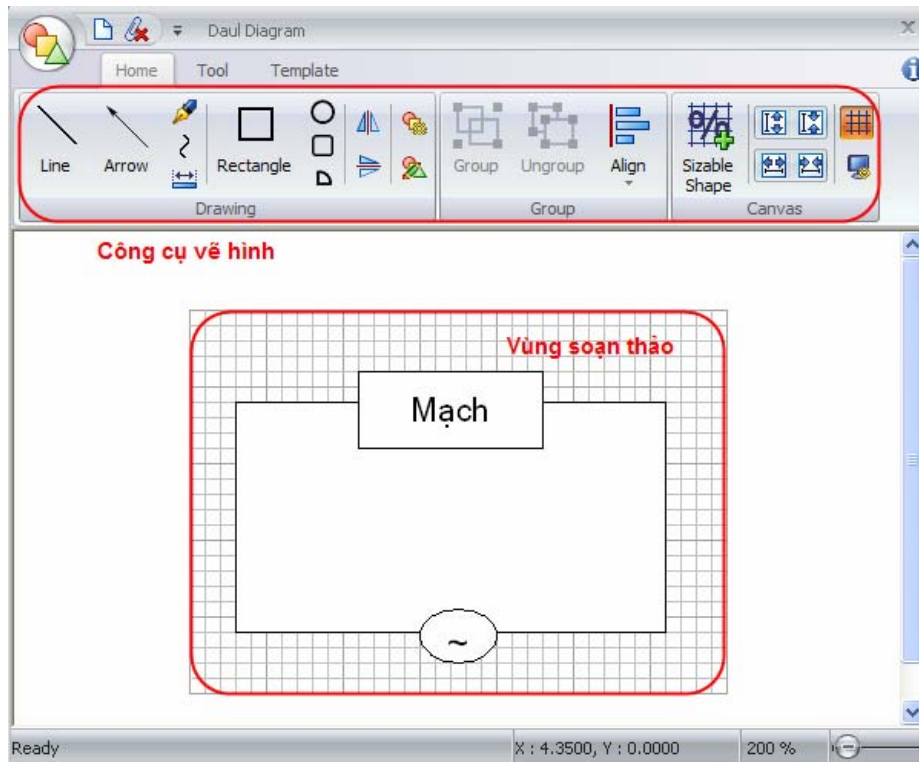 Daul Diagram
Home Tool Template
Line Arrow Rectangle Group Ungroup Align Sizable Shape
Drawing Group Canvas
Công cụ vẽ hình
Vùng soạn thảo
Mạch
~
Ready X : 4.3500, Y : 0.0000 200 %